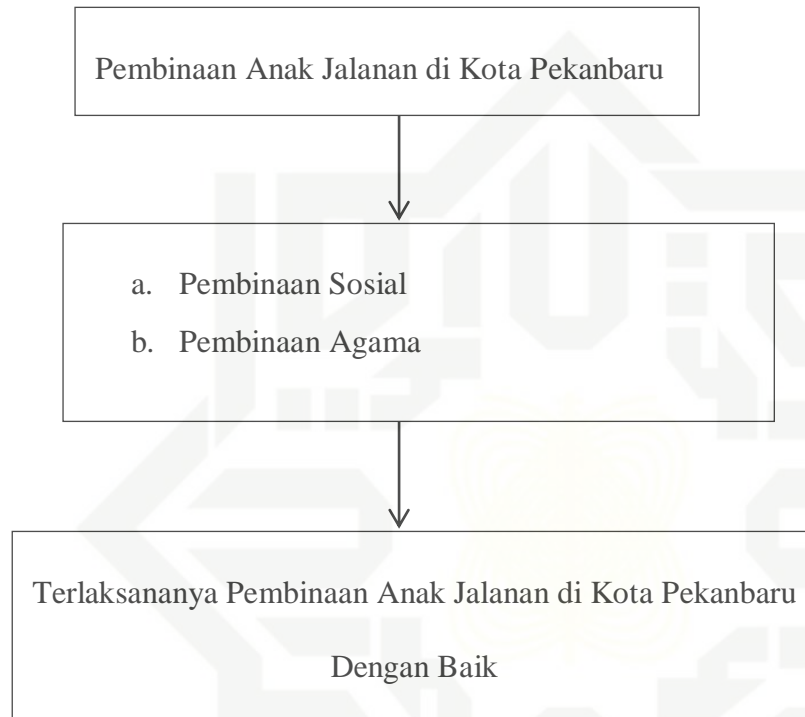 Pembinaan Anak Jalanan di Kota Pekanbaru
a. Pembinaan Sosial
b. Pembinaan Agama
Terlaksananya Pembinaan Anak Jalanan di Kota Pekanbaru
Dengan Baik